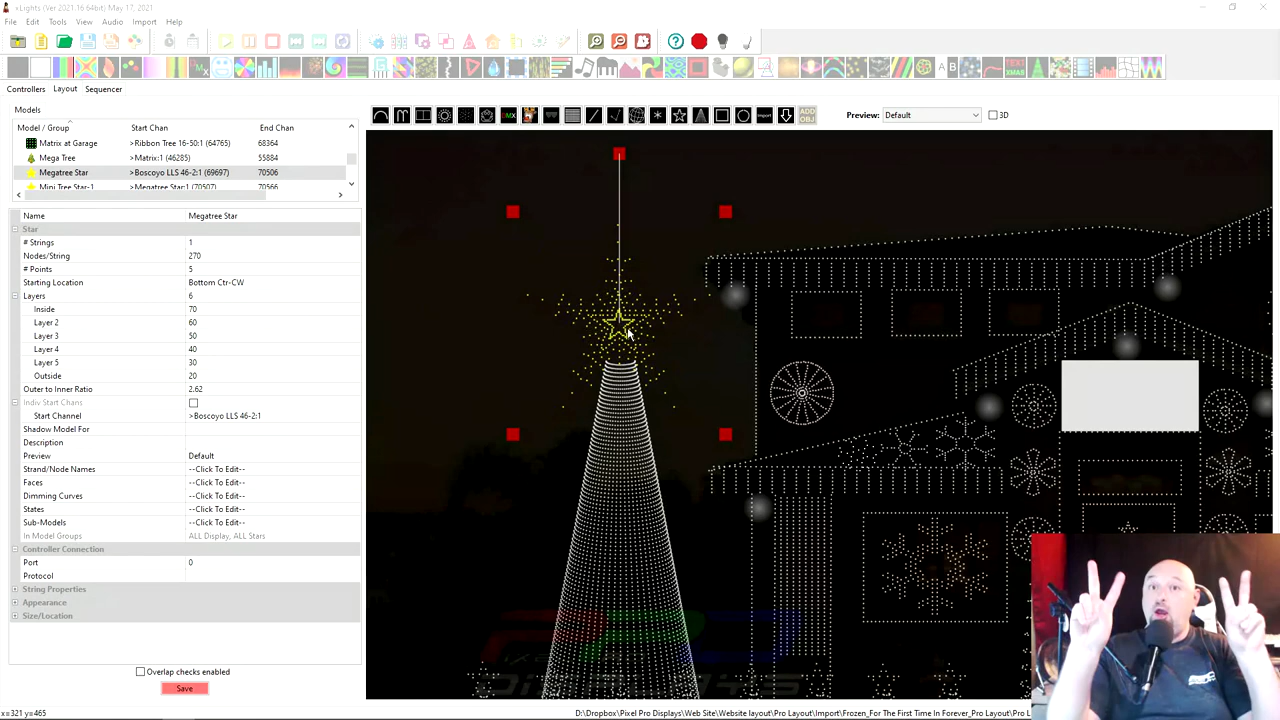 xLights (Ver 2021.16 64bit) May 17, 2021
File Edit Tools View Audio Import Help
Controllers Layout Sequencer
Models
Model / Group Start Chan End Chan
Matrix at Garage >Ribbon Tree 16-50:1 (64765) 68364
Mega Tree >Matrix:1 (46285) 55884
Megatree Star >Boscoyo LLS 46-2:1 (69697) 70506
Mini Tree Star-1 >Megatree Star:1 (70507) 70566
Preview: Default 3D
ADD OBJ
Name Megatree Star
Star
# Strings 1
Nodes/String 270
# Points 5
Starting Location Bottom Ctr-CW
Layers 6
Inside 70
Layer 2 60
Layer 3 50
Layer 4 40
Layer 5 30
Outside 20
Outer to Inner Ratio 2.62
Indiv Start Chans
Start Channel >Boscoyo LLS 46-2:1
Shadow Model For
Description
Preview Default
Strand/Node Names --Click To Edit--
Faces --Click To Edit--
Dimming Curves --Click To Edit--
States --Click To Edit--
Sub-Models --Click To Edit--
In Model Groups ALL Display, ALL Stars
Controller Connection
Port 0
Protocol
String Properties
Appearance
Size/Location
Overlap checks enabled
Save
x=321 y=465
D:\Dropbox\Pixel Pro Displays\Web Site\Website layout\Pro Layout\Import\Frozen_For The First Time In Forever_Pro Layout\Pro L